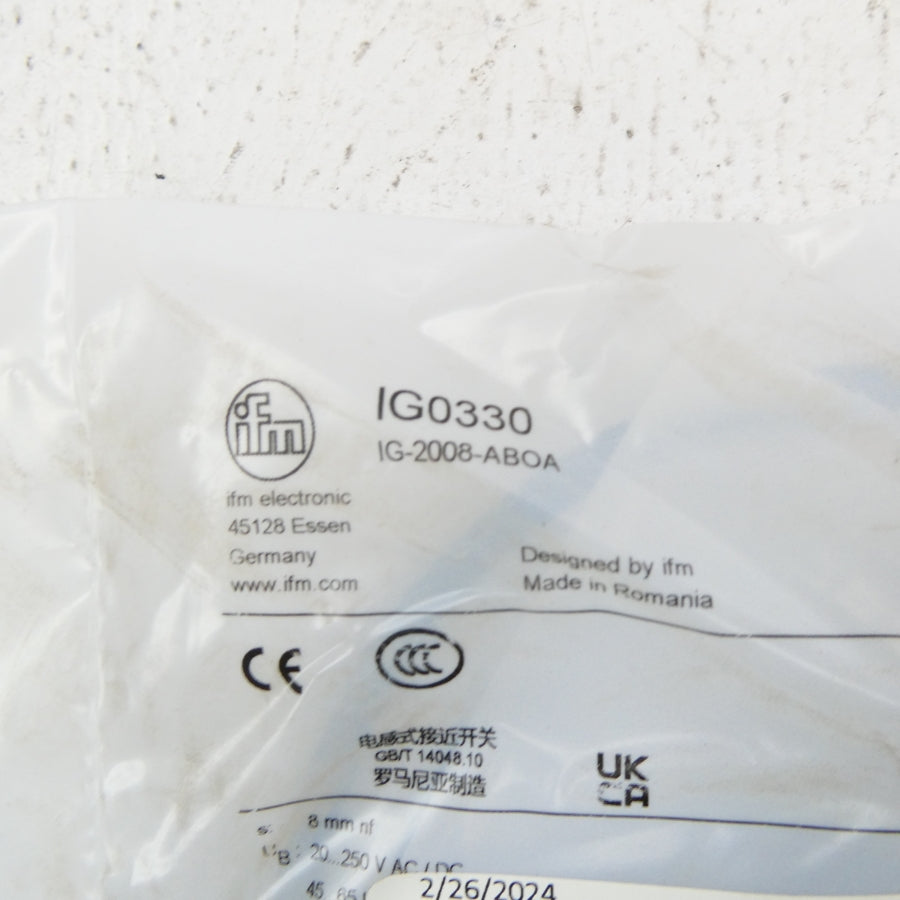 ifm
IG0330
IG-2008-ABOA
ifm electronic
45128 Essen
Germany
www.ifm.com
Designed by ifm
Made in Romania
CE
CCC
电感式接近开关
GB/T 14048.10
罗马尼亚制造
UK
CA
s: 8 mm nf
UB: 20...250 V AC / DC
45
2/26/2024